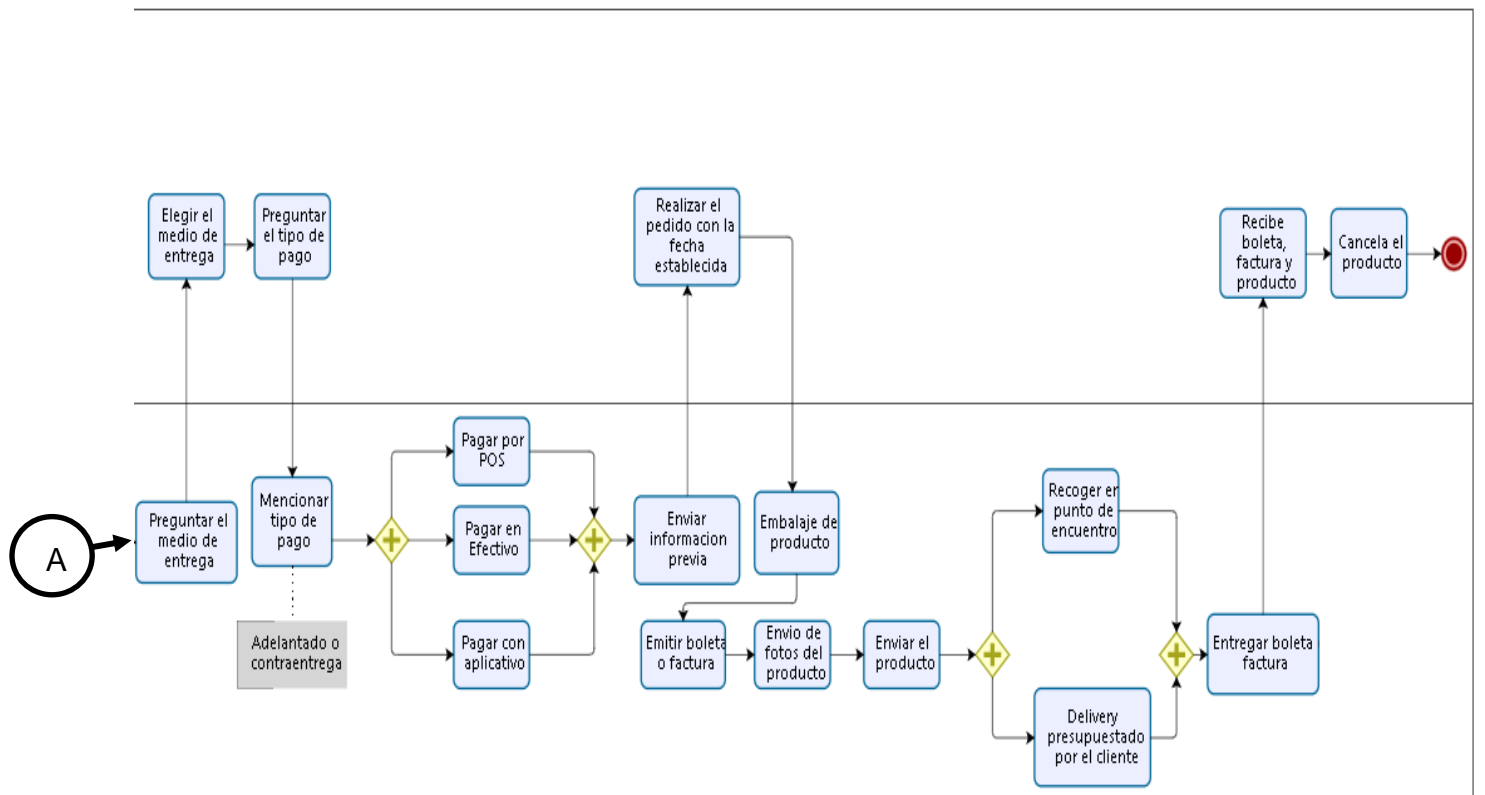 Elegir el
medio de
entrega
Preguntar
el tipo de
pago
Realizar el
pedido con la
fecha
establecida
Recibe
boleta,
factura y
producto
Cancela el
producto
A
Preguntar el
medio de
entrega
Mencionar
tipo de
pago
Adelantado o
contraentrega
Pagar por
POS
Pagar en
Efectivo
Pagar con
aplicativo
Enviar
informacion
previa
Embalaje de
producto
Emitir boleta
o factura
Envio de
fotos del
producto
Enviar el
producto
Recoger en
punto de
encuentro
Delivery
presupuestado
por el cliente
Entregar boleta
factura